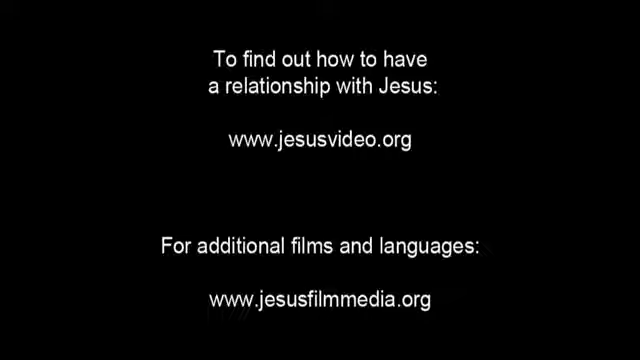 To find out how to have
a relationship with Jesus:
www.jesusvideo.org
For additional films and languages:
www.jesusfilmmedia.org